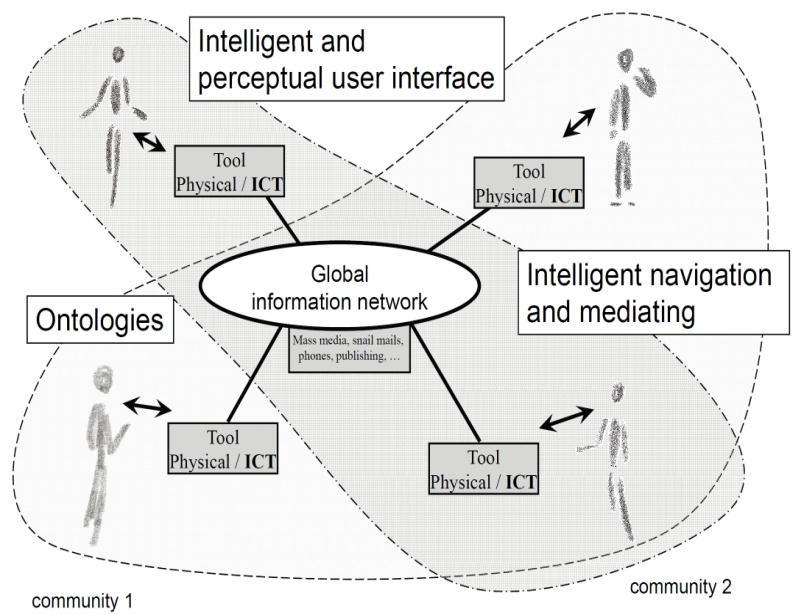 Intelligent and
perceptual user interface
Tool
Physical / ICT
Tool
Physical / ICT
Global
information network
Intelligent navigation
and mediating
Ontologies
Mass media, snail mails,
phones, publishing, …
Tool
Physical / ICT
Tool
Physical / ICT
community 1
community 2